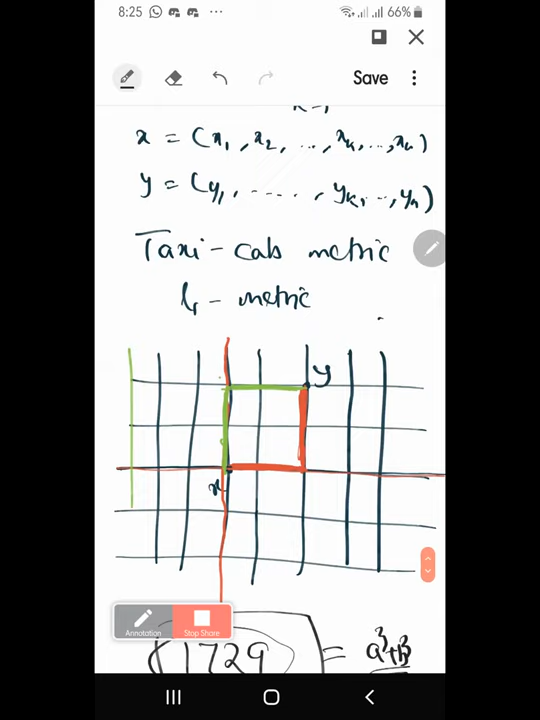 8:25 66%
Save
x = (x₁, x₂, ..., xₖ, ..., xₙ)
y = (y₁, ....., yₖ, .., yₙ)
Taxi-cab metric
l₁ - metric
y
x
Annotation Stop Share
1729 = a³+b³